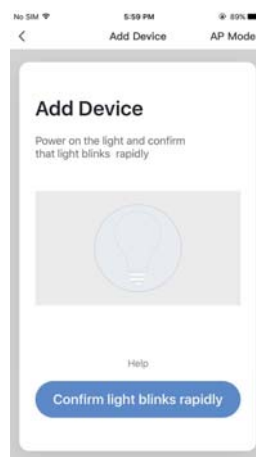 No SIM 5:59 PM 89%
Add Device AP Mode
Add Device
Power on the light and confirm
that light blinks rapidly
Help
Confirm light blinks rapidly